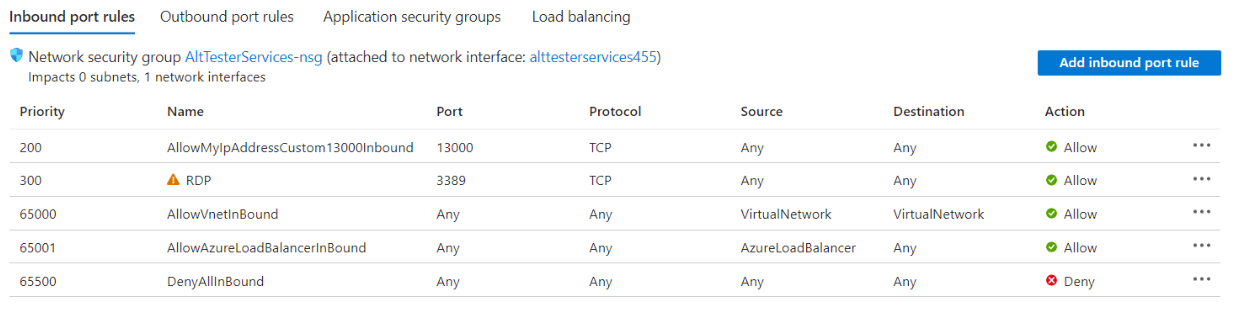 Inbound port rules Outbound port rules Application security groups Load balancing
Network security group AltTesterServices-nsg (attached to network interface: alttesterservices455)
Impacts 0 subnets, 1 network interfaces
Add inbound port rule
Priority Name Port Protocol Source Destination Action
200 AllowMyIpAddressCustom13000Inbound 13000 TCP Any Any Allow
300 RDP 3389 TCP Any Any Allow
65000 AllowVnetInBound Any Any VirtualNetwork VirtualNetwork Allow
65001 AllowAzureLoadBalancerInBound Any Any AzureLoadBalancer Any Allow
65500 DenyAllInBound Any Any Any Any Deny